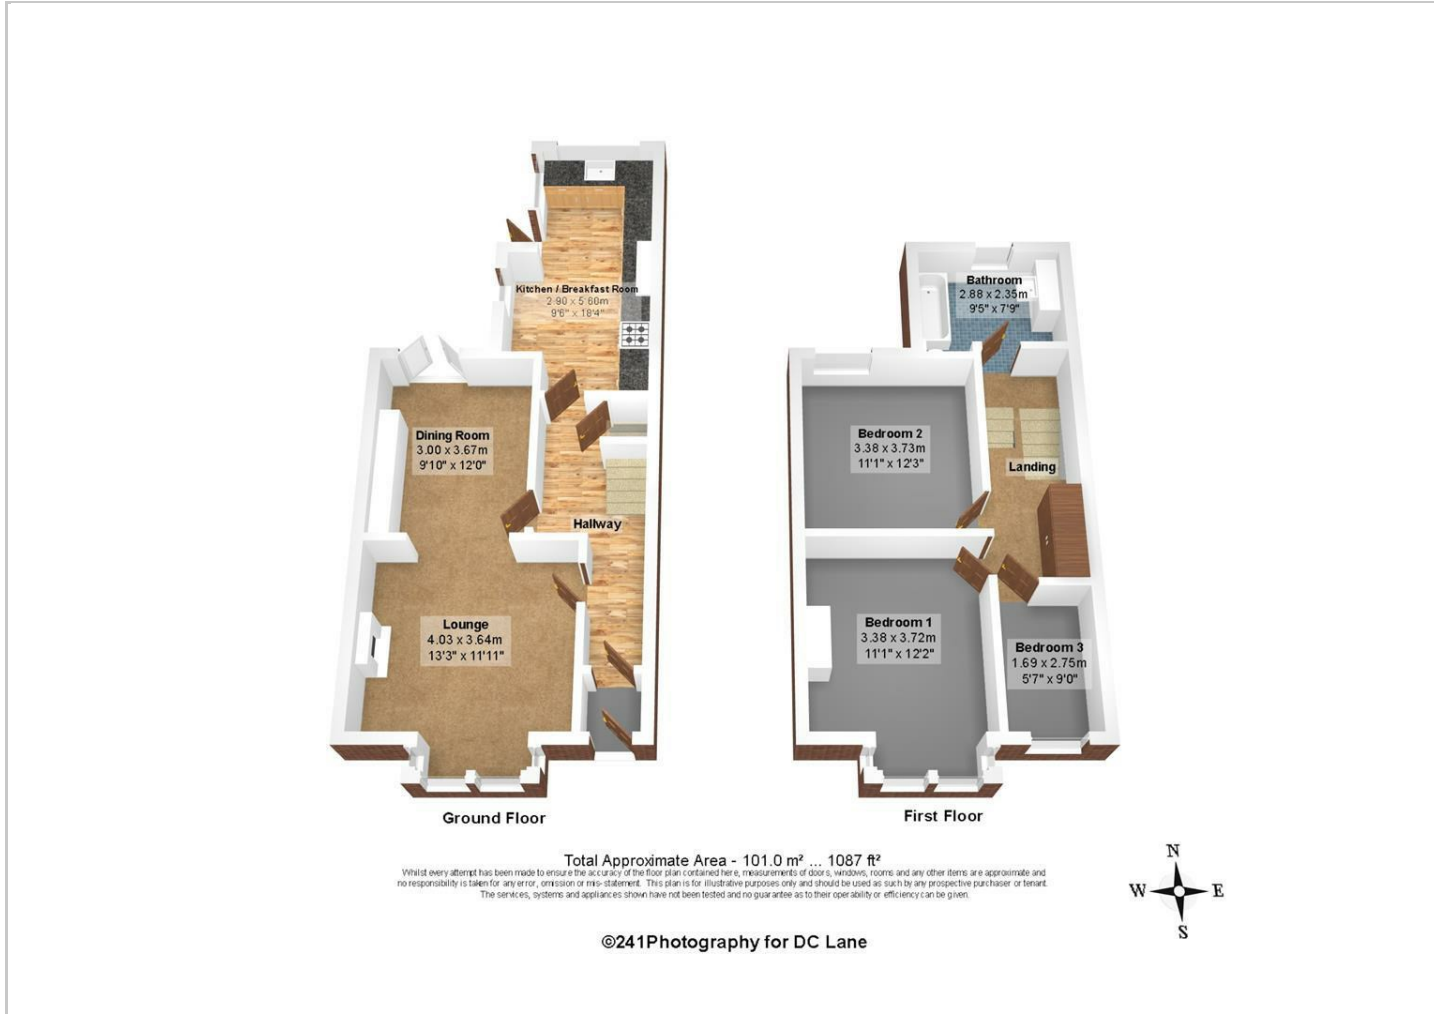 Kitchen / Breakfast Room
2.90 x 5.60m
9'6" x 18'4"
Dining Room
3.00 x 3.67m
9'10" x 12'0"
Hallway
Lounge
4.03 x 3.64m
13'3" x 11'11"
Ground Floor
Bathroom
2.88 x 2.35m
9'5" x 7'9"
Bedroom 2
3.38 x 3.73m
11'1" x 12'3"
Landing
Bedroom 1
3.38 x 3.72m
11'1" x 12'2"
Bedroom 3
1.69 x 2.75m
5'7" x 9'0"
First Floor
Total Approximate Area - 101.0 m² ... 1087 ft²
Whilst every attempt has been made to ensure the accuracy of the floor plan contained here, measurements of doors, windows, rooms and any other items are approximate and
no responsibility is taken for any error, omission or mis-statement. This plan is for illustrative purposes only and should be used as such by any prospective purchaser or tenant.
The services, systems and appliances shown have not been tested and no guarantee as to their operability or efficiency can be given.
©241Photography for DC Lane
N
W E
S